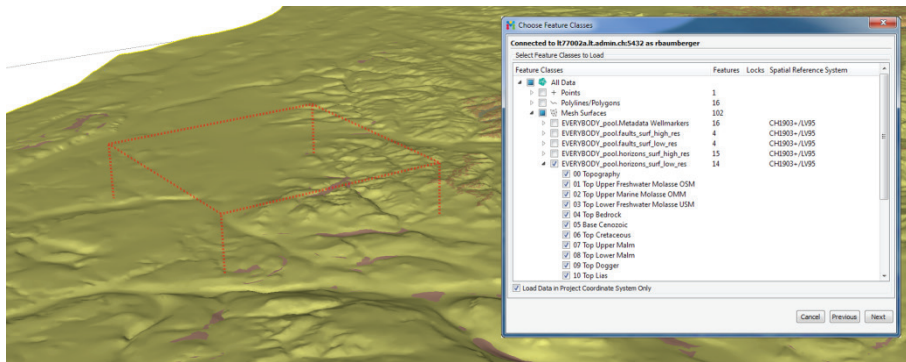 Choose Feature Classes
Connected to lt77002a.lt.admin.ch:5432 as rbaumberger
Select Feature Classes to Load
Feature Classes Features Locks Spatial Reference System
All Data
Points 1
Polylines/Polygons 16
Mesh Surfaces 102
EVERYBODY_pool.Metadata Wellmarkers 16 CH1903+/LV95
EVERYBODY_pool.faults_surf_high_res 4 CH1903+/LV95
EVERYBODY_pool.faults_surf_low_res 4 CH1903+/LV95
EVERYBODY_pool.horizons_surf_high_res 15 CH1903+/LV95
EVERYBODY_pool.horizons_surf_low_res 14 CH1903+/LV95
00 Topography
01 Top Upper Freshwater Molasse OSM
02 Top Upper Marine Molasse OMM
03 Top Lower Freshwater Molasse USM
04 Top Bedrock
05 Base Cenozoic
06 Top Cretaceous
07 Top Upper Malm
08 Top Lower Malm
09 Top Dogger
10 Top Lias
Load Data in Project Coordinate System Only
Cancel Previous Next